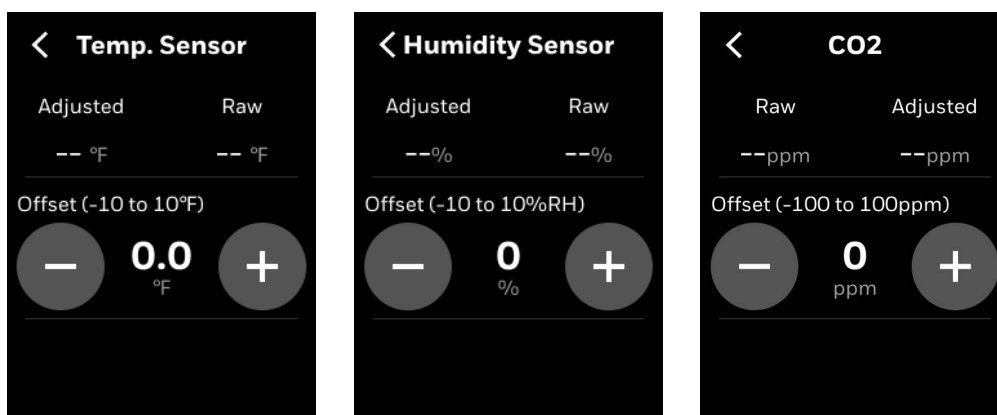 Temp. Sensor
Adjusted Raw
-- °F -- °F
Offset (-10 to 10°F)
− 0.0 +
°F
Humidity Sensor
Adjusted Raw
--% --%
Offset (-10 to 10%RH)
− 0 +
%
CO2
Raw Adjusted
--ppm --ppm
Offset (-100 to 100ppm)
− 0 +
ppm